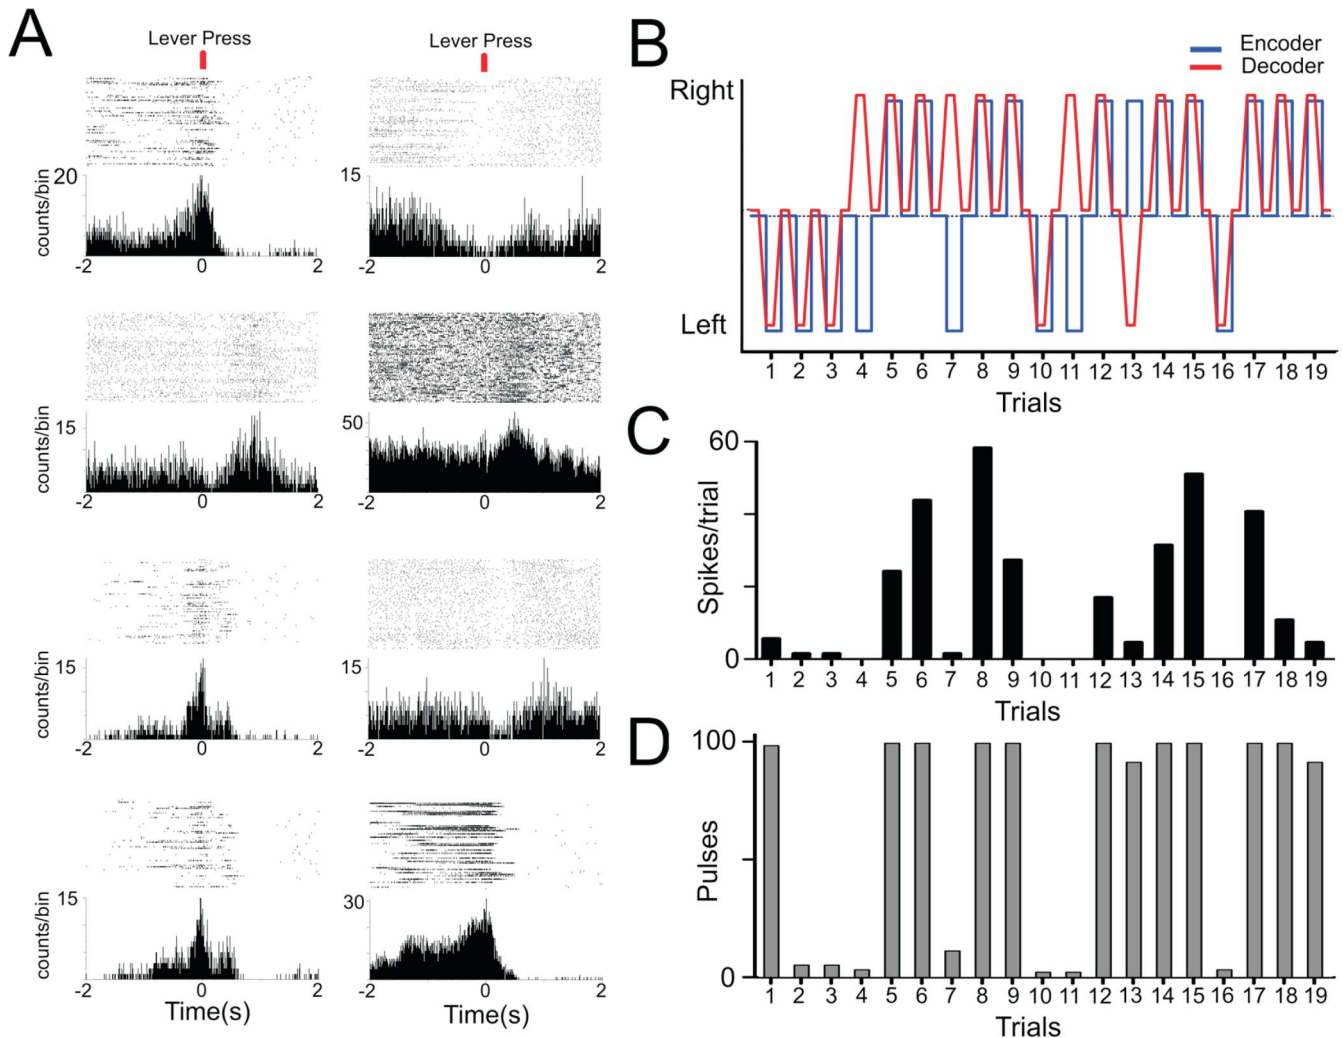 A
Lever Press
Lever Press
20
15
counts/bin
-2 0 2
-2 0 2
15
50
counts/bin
-2 0 2
-2 0 2
15
15
counts/bin
-2 0 2
-2 0 2
15
30
counts/bin
-2 0 2
-2 0 2
Time(s)
Time(s)
B
Encoder
Decoder
Right
Left
1 2 3 4 5 6 7 8 9 10 11 12 13 14 15 16 17 18 19
Trials
C
60
Spikes/trial
0
1 2 3 4 5 6 7 8 9 10 11 12 13 14 15 16 17 18 19
Trials
D
100
Pulses
0
1 2 3 4 5 6 7 8 9 10 11 12 13 14 15 16 17 18 19
Trials